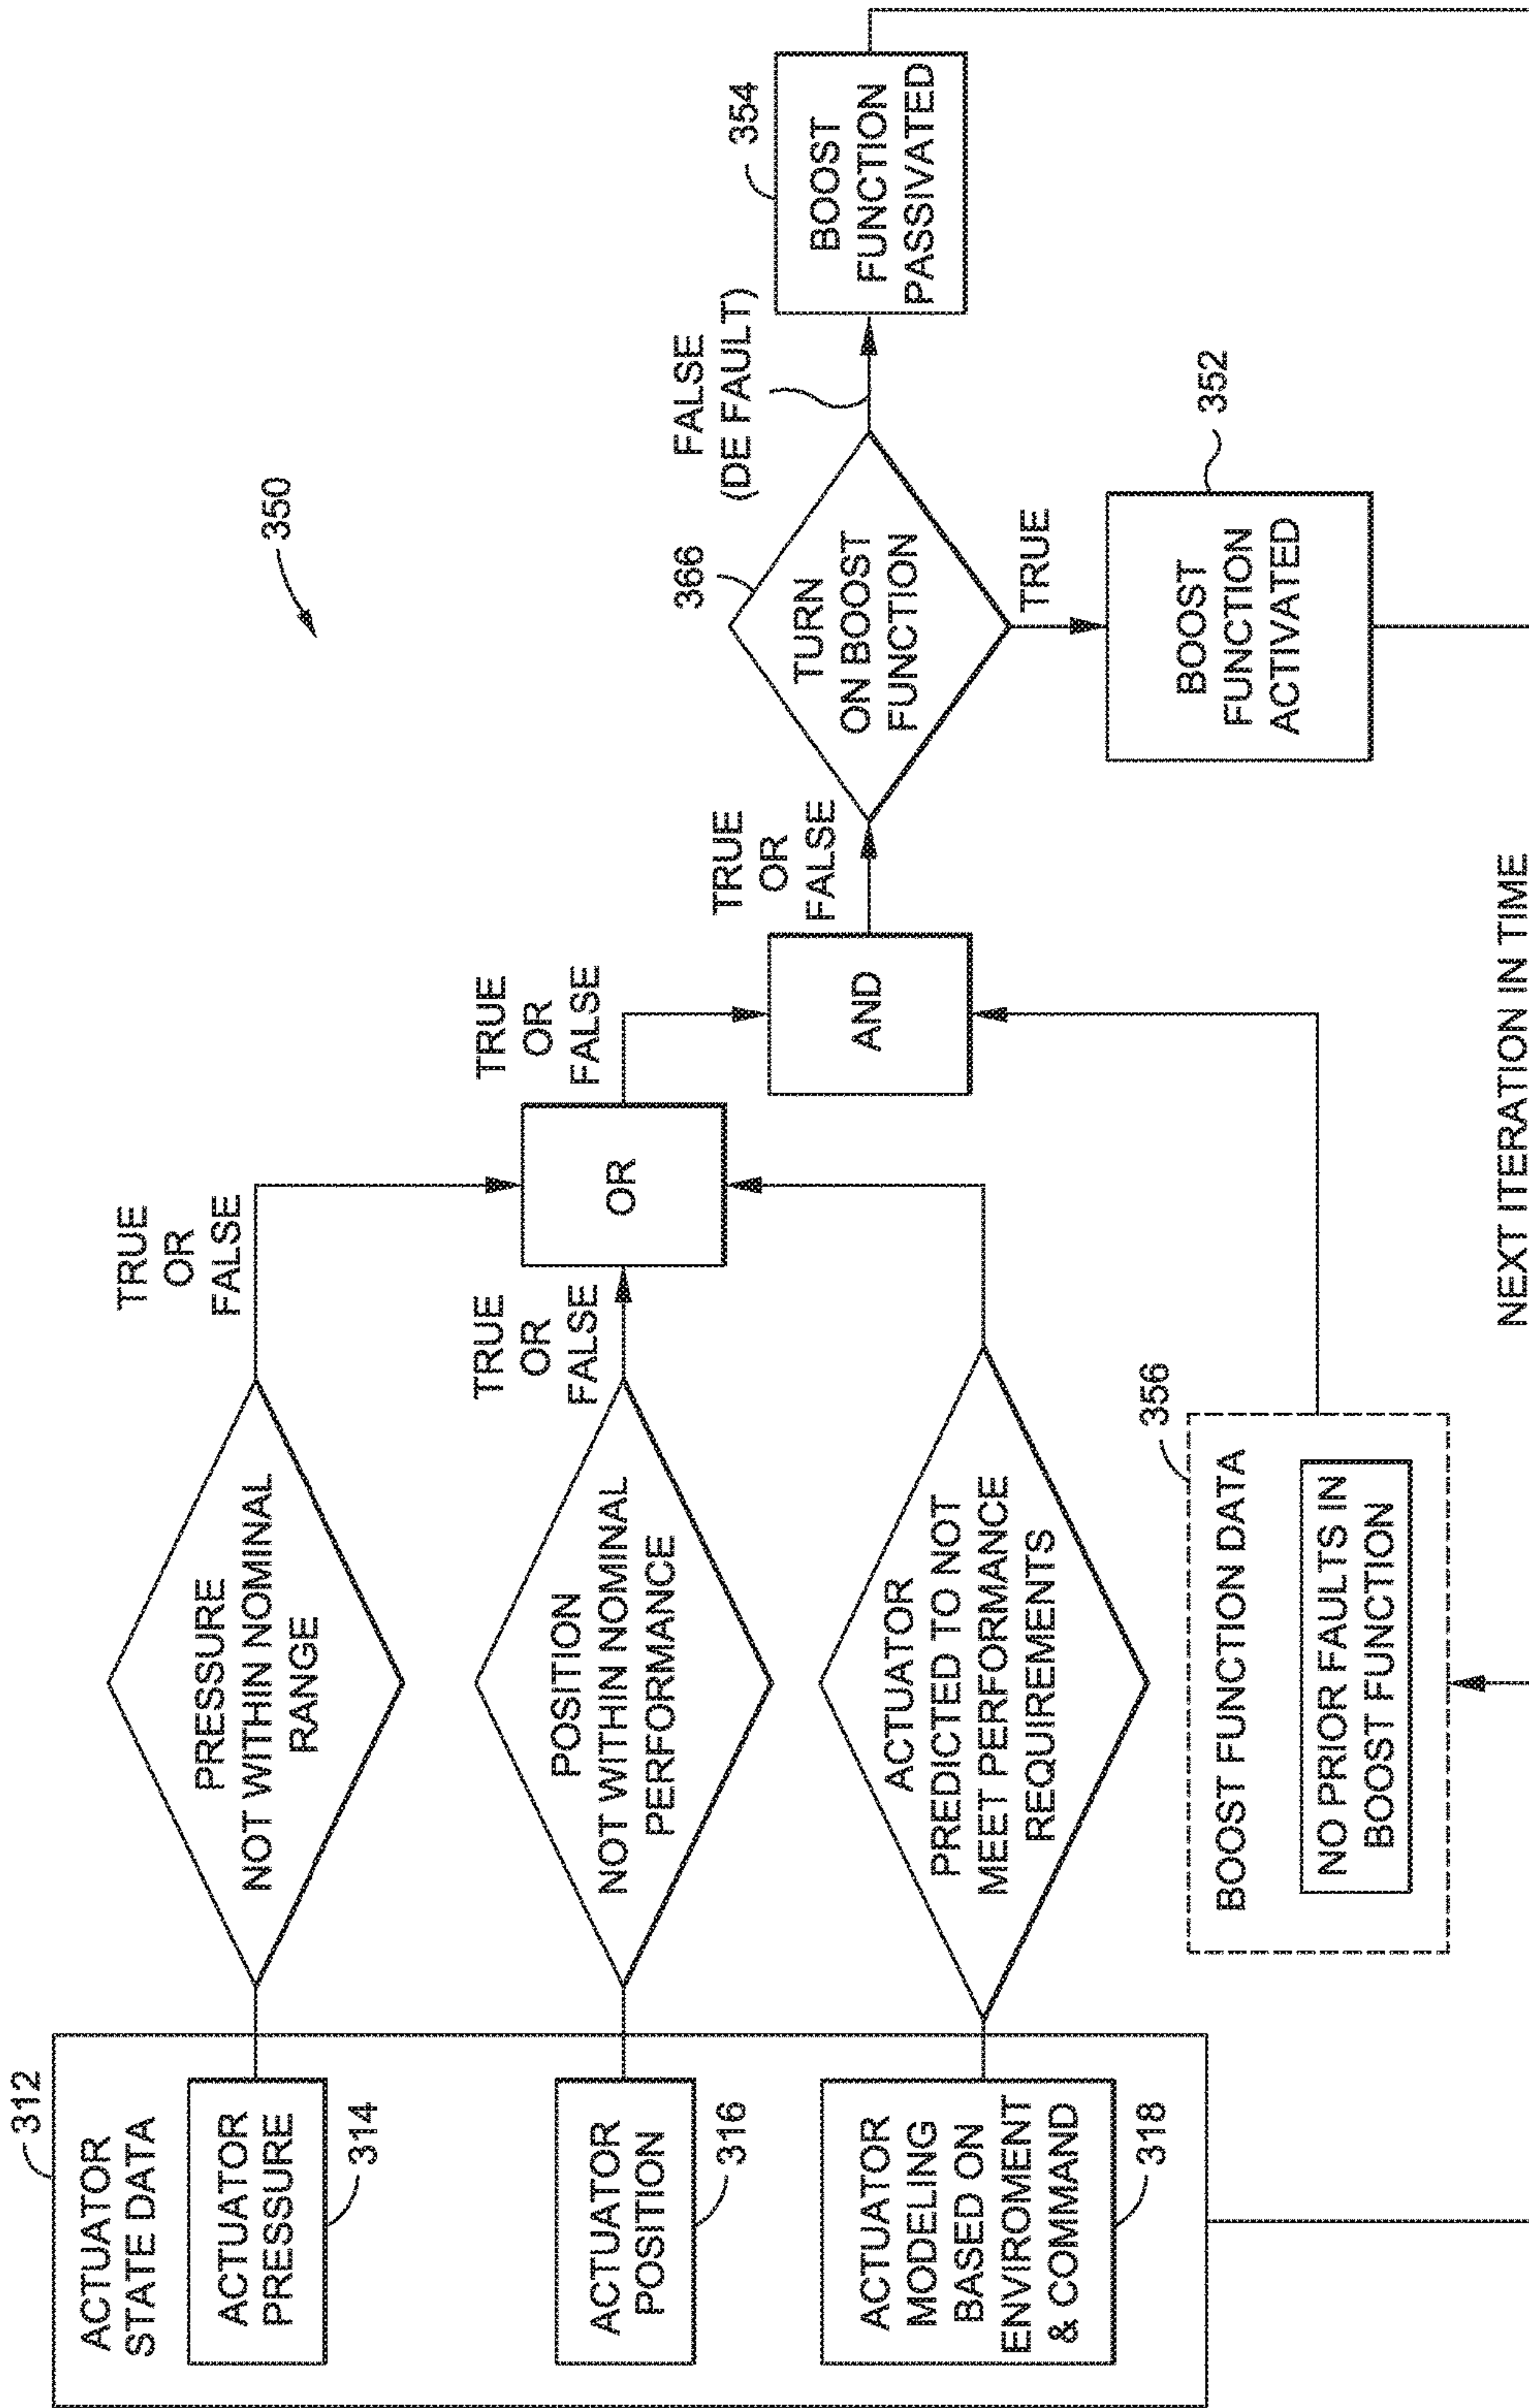 350
312
ACTUATOR
STATE DATA
ACTUATOR
PRESSURE
314
ACTUATOR
POSITION
316
ACTUATOR
MODELING
BASED ON
ENVIROMENT
& COMMAND
318
PRESSURE
NOT WITHIN NOMINAL
RANGE
TRUE
OR
FALSE
POSITION
NOT WITHIN NOMINAL
PERFORMANCE
TRUE
OR
FALSE
ACTUATOR
PREDICTED TO NOT
MEET PERFORMANCE
REQUIREMENTS
OR
TRUE
OR
FALSE
356
BOOST FUNCTION DATA
NO PRIOR FAULTS IN
BOOST FUNCTION
AND
TRUE
OR
FALSE
366
TURN
ON BOOST
FUNCTION
FALSE
(DE FAULT)
354
BOOST
FUNCTION
PASSIVATED
TRUE
352
BOOST
FUNCTION
ACTIVATED
NEXT ITERATION IN TIME